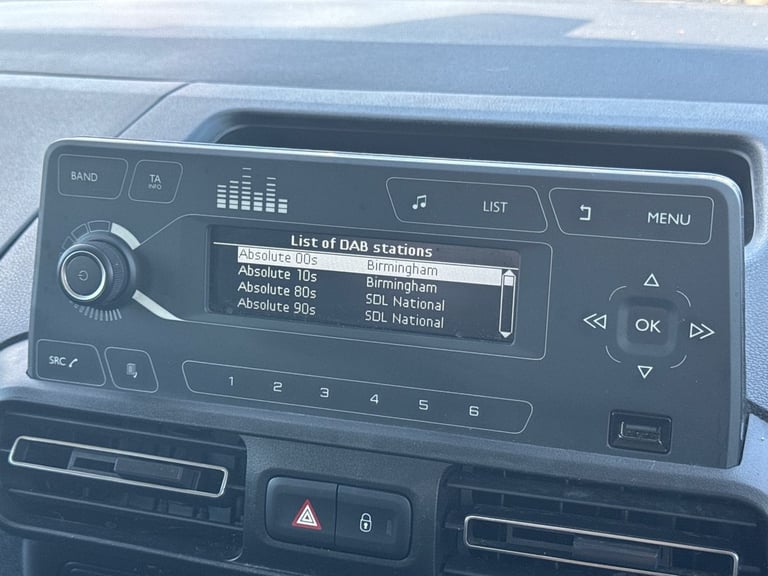 BAND
TA
INFO
LIST
MENU
List of DAB stations
Absolute 00s Birmingham
Absolute 10s Birmingham
Absolute 80s SDL National
Absolute 90s SDL National
OK
SRC
1 2 3 4 5 6